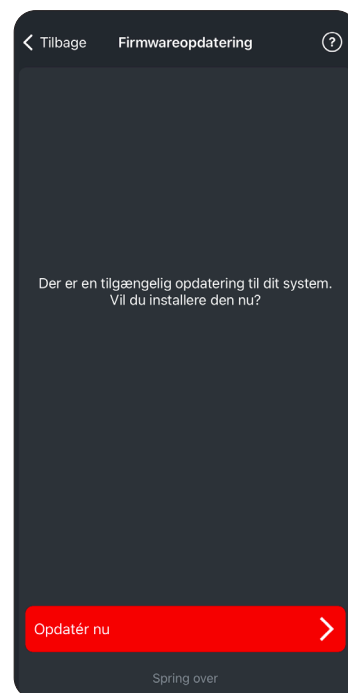 Tilbage
Firmwareopdatering
?
Der er en tilgængelig opdatering til dit system.
Vil du installere den nu?
Opdatér nu
Spring over